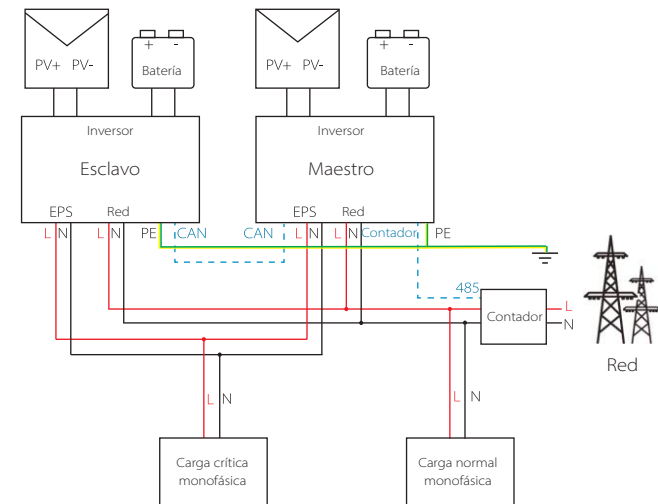 PV+ PV-
+ -
Batería
PV+ PV-
+ -
Batería
Inversor
Esclavo
Inversor
Maestro
EPS Red
EPS Red
L N L N PE CAN
CAN L N L N Contador PE
485
Contador
L
N
Red
L N
L N
Carga crítica
monofásica
Carga normal
monofásica